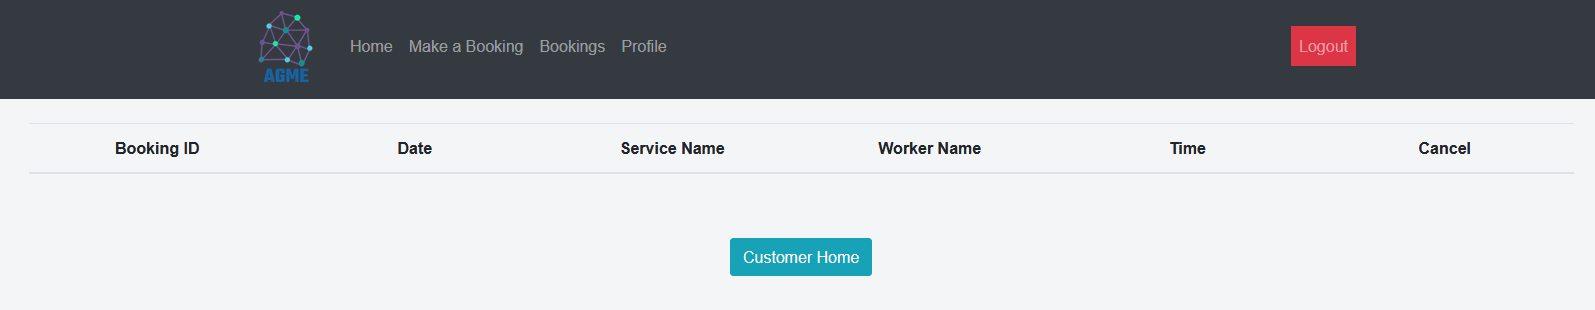 AGME
Home Make a Booking Bookings Profile Logout
Booking ID Date Service Name Worker Name Time Cancel
Customer Home